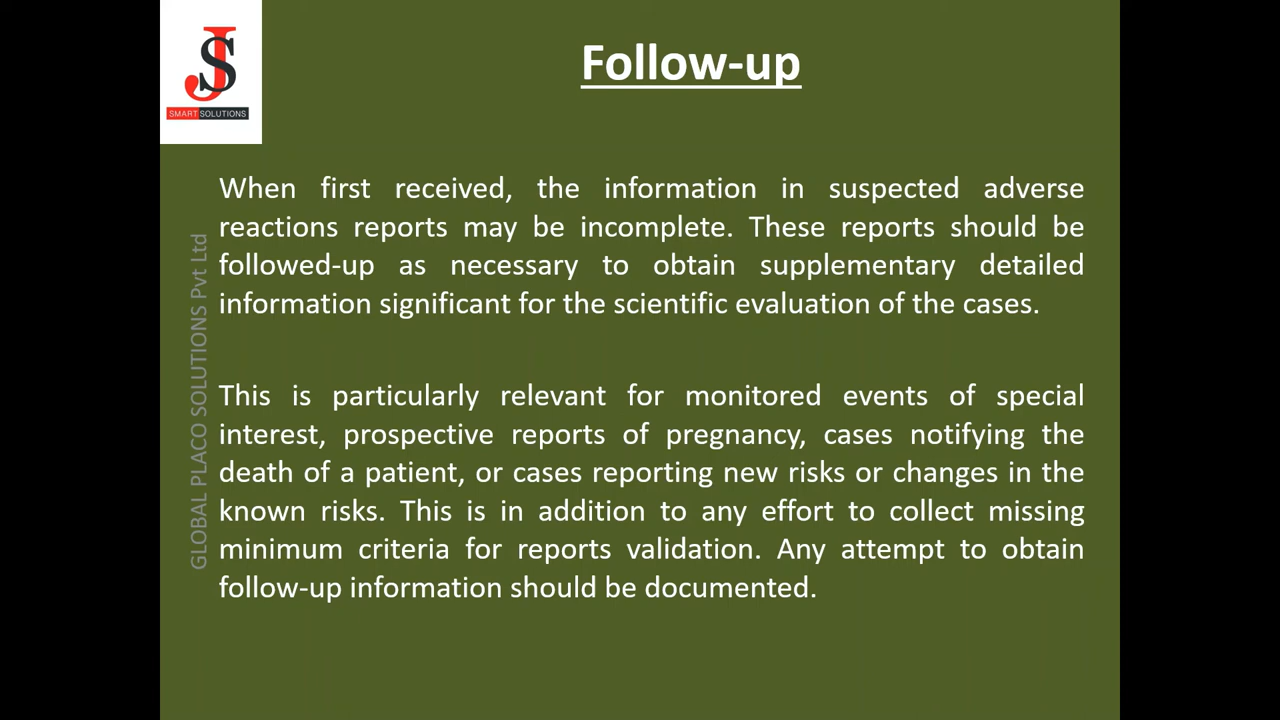 JS
SMART SOLUTIONS
Follow-up
When first received, the information in suspected adverse
reactions reports may be incomplete. These reports should be
followed-up as necessary to obtain supplementary detailed
information significant for the scientific evaluation of the cases.
This is particularly relevant for monitored events of special
interest, prospective reports of pregnancy, cases notifying the
death of a patient, or cases reporting new risks or changes in the
known risks. This is in addition to any effort to collect missing
minimum criteria for reports validation. Any attempt to obtain
follow-up information should be documented.
GLOBAL PLACO SOLUTIONS Pvt Ltd